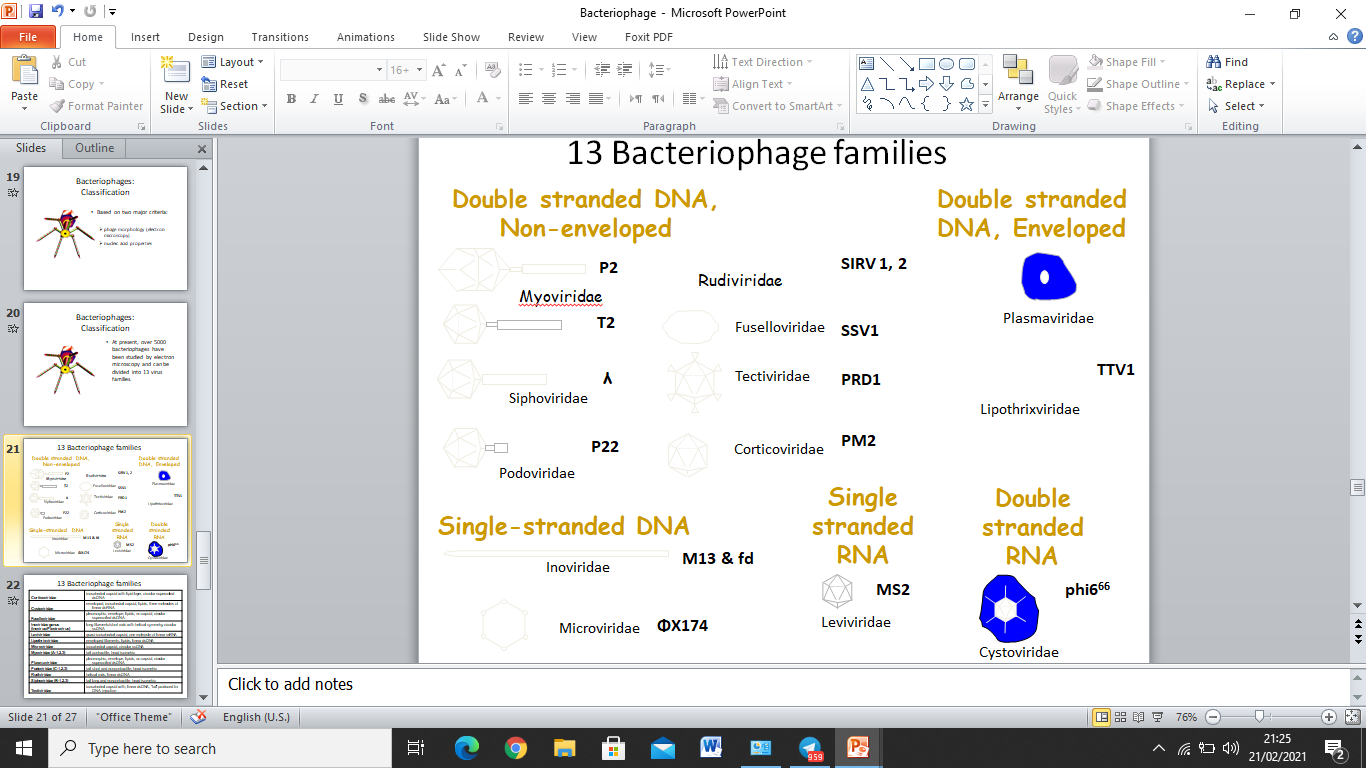 Bacteriophage - Microsoft PowerPoint
File Home Insert Design Transitions Animations Slide Show Review View Foxit PDF
Paste
Cut
Copy
Format Painter
Clipboard
New
Slide
Layout
Reset
Section
Slides
16+
Font
Text Direction
Align Text
Convert to SmartArt
Paragraph
Arrange
Quick
Styles
Shape Fill
Shape Outline
Shape Effects
Drawing
Find
Replace
Select
Editing
Slides Outline
19
Bacteriophages:
Classification
• Based on two major criteria:
phage morphology (electron
microscopy)
nucleic acid properties
20
Bacteriophages:
Classification
• At present, over 5000
bacteriophages have
been studied by electron
microscopy and can be
divided into 13 virus
families.
21
22
13 Bacteriophage families
13 Bacteriophage families
Double stranded DNA,
Non-enveloped
P2
Myoviridae
T2
λ
Siphoviridae
P22
Podoviridae
Rudiviridae
SIRV 1, 2
Fuselloviridae SSV1
Tectiviridae PRD1
Corticoviridae PM2
Double stranded
DNA, Enveloped
Plasmaviridae
TTV1
Lipothrixviridae
Single-stranded DNA
Inoviridae
M13 & fd
Microviridae ΦX174
Single
stranded
RNA
MS2
Leviviridae
Double
stranded
RNA
phi6⁶⁶
Cystoviridae
Click to add notes
Slide 21 of 27 "Office Theme" English (U.S.) 76%
Type here to search
959
21:25
21/02/2021
2